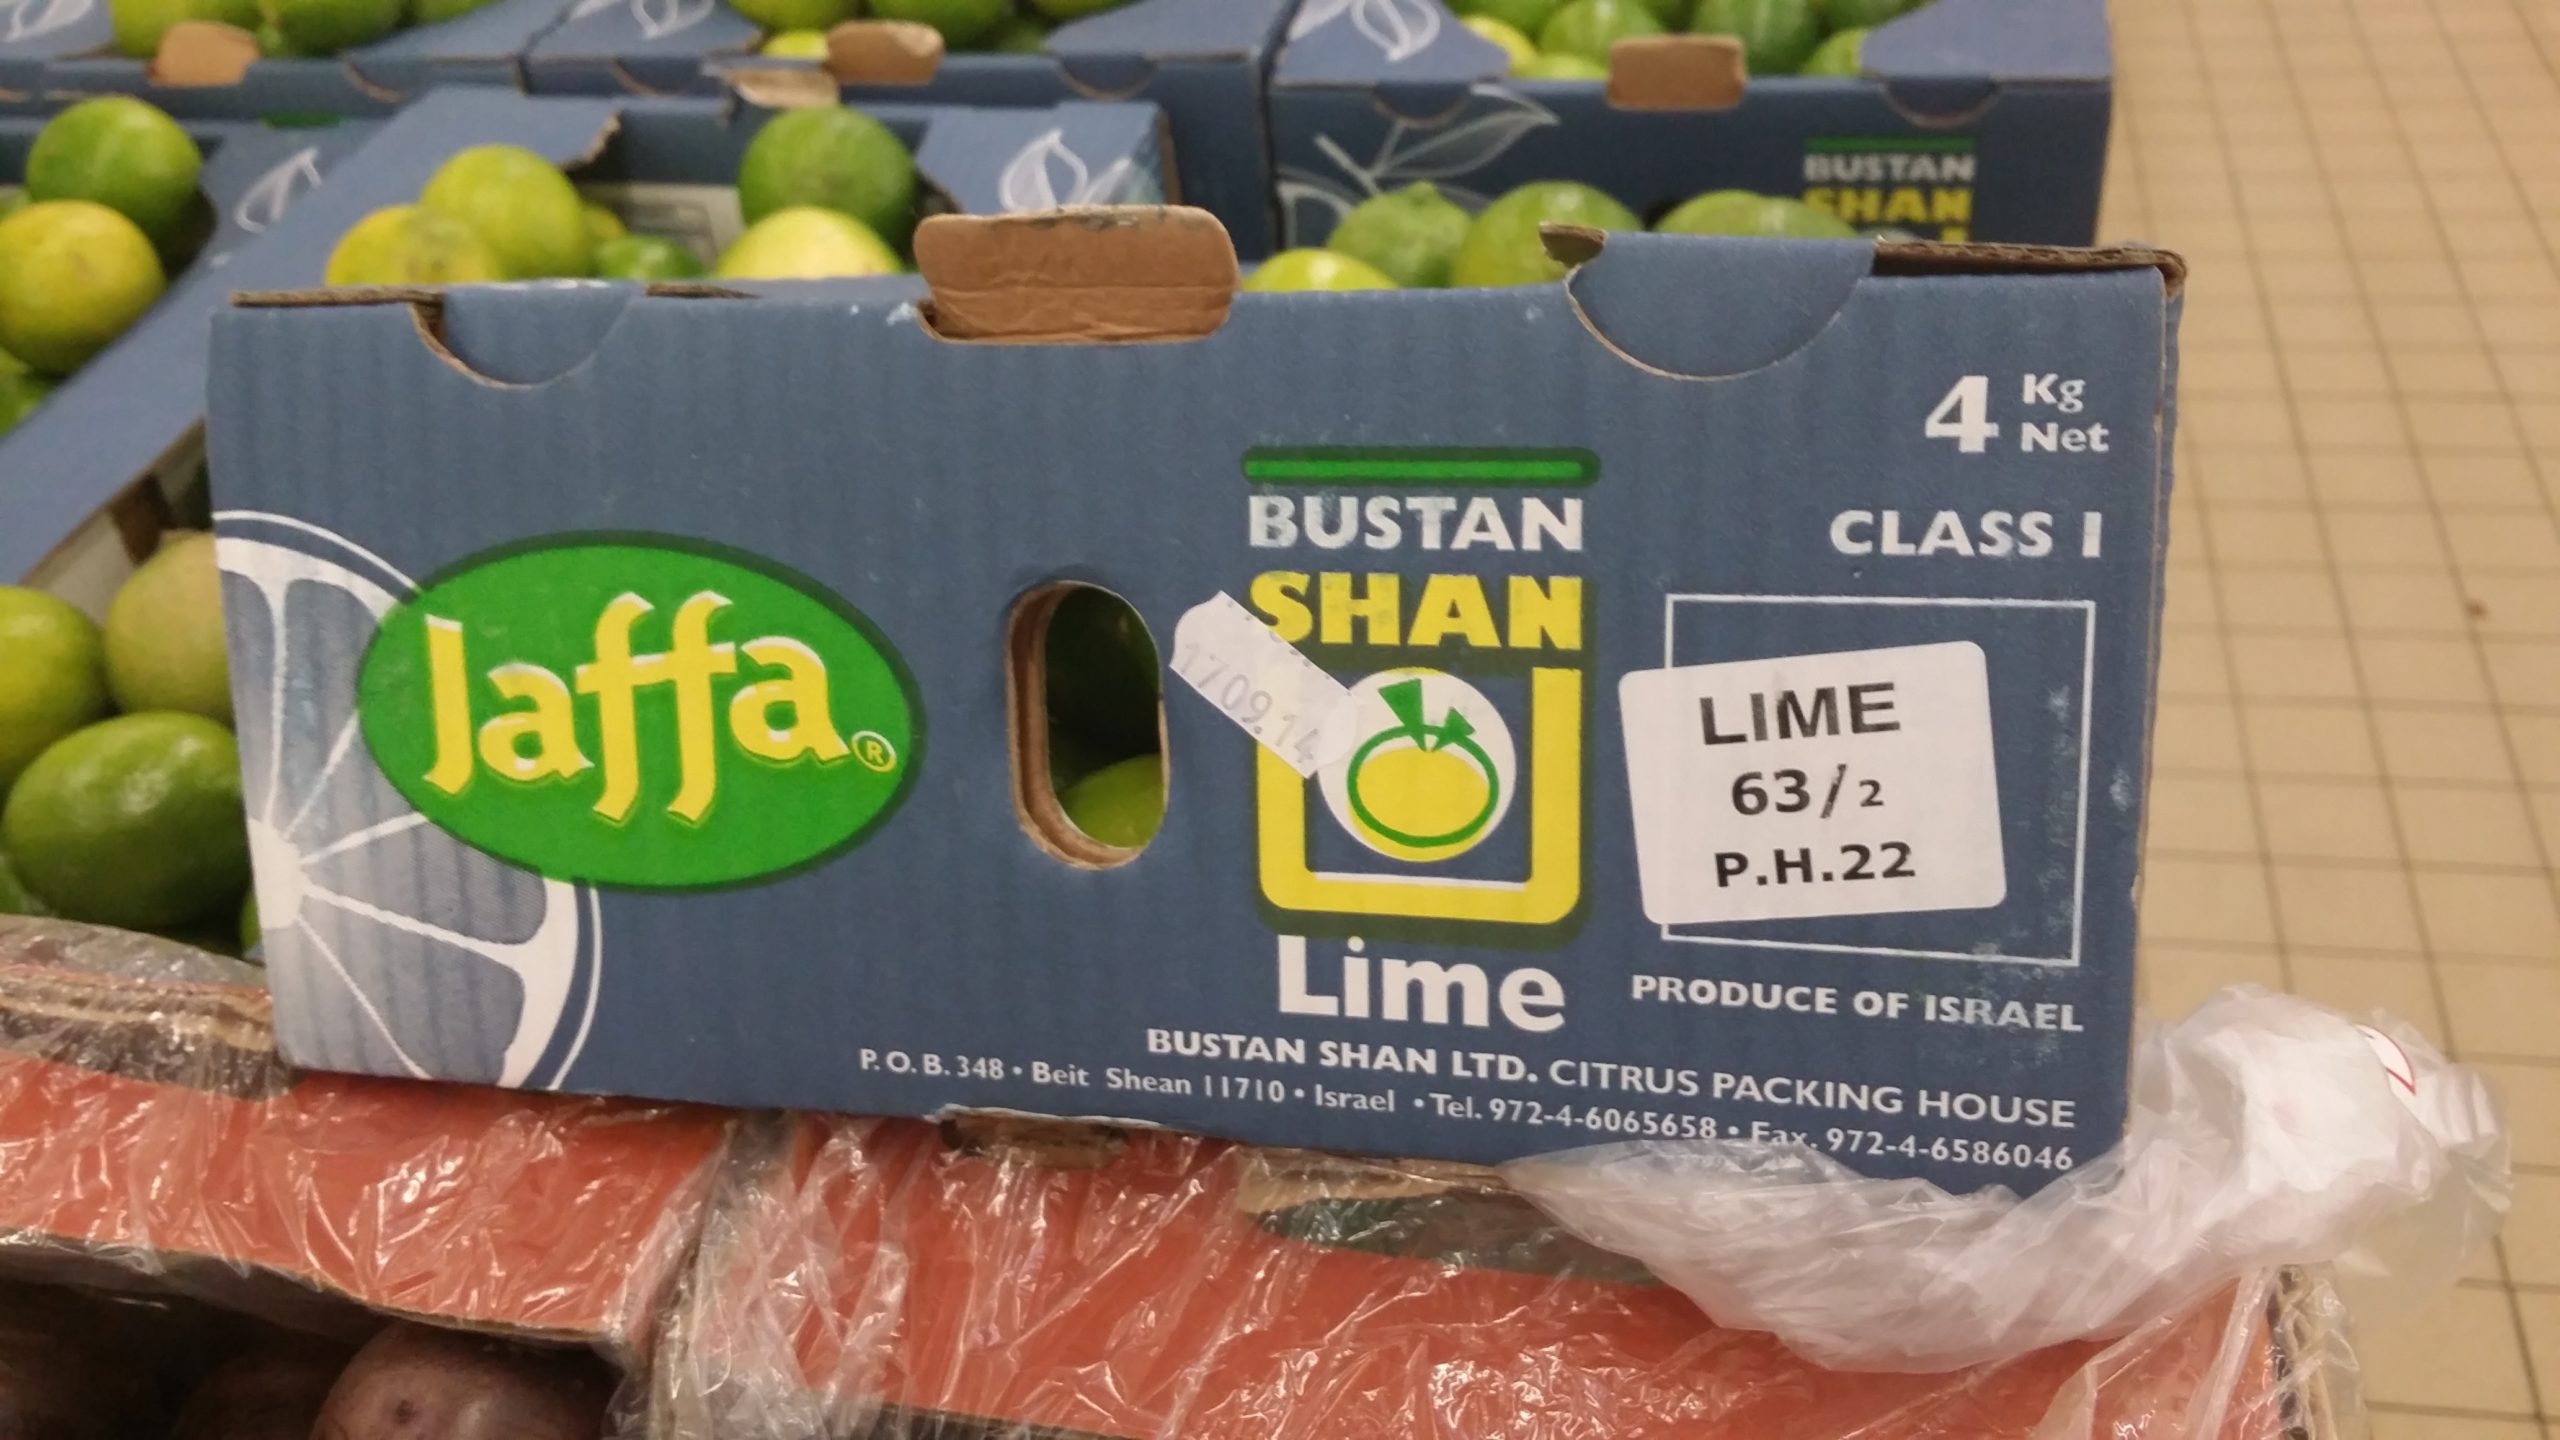 BUSTAN
SHAN
4 Kg
Net
CLASS I
Jaffa®
BUSTAN
SHAN
1709.14
LIME
63/2
P.H.22
Lime
PRODUCE OF ISRAEL
BUSTAN SHAN LTD. CITRUS PACKING HOUSE
P.O.B. 348 • Beit Shean 11710 • Israel • Tel. 972-4-6065658 • Fax. 972-4-6586046